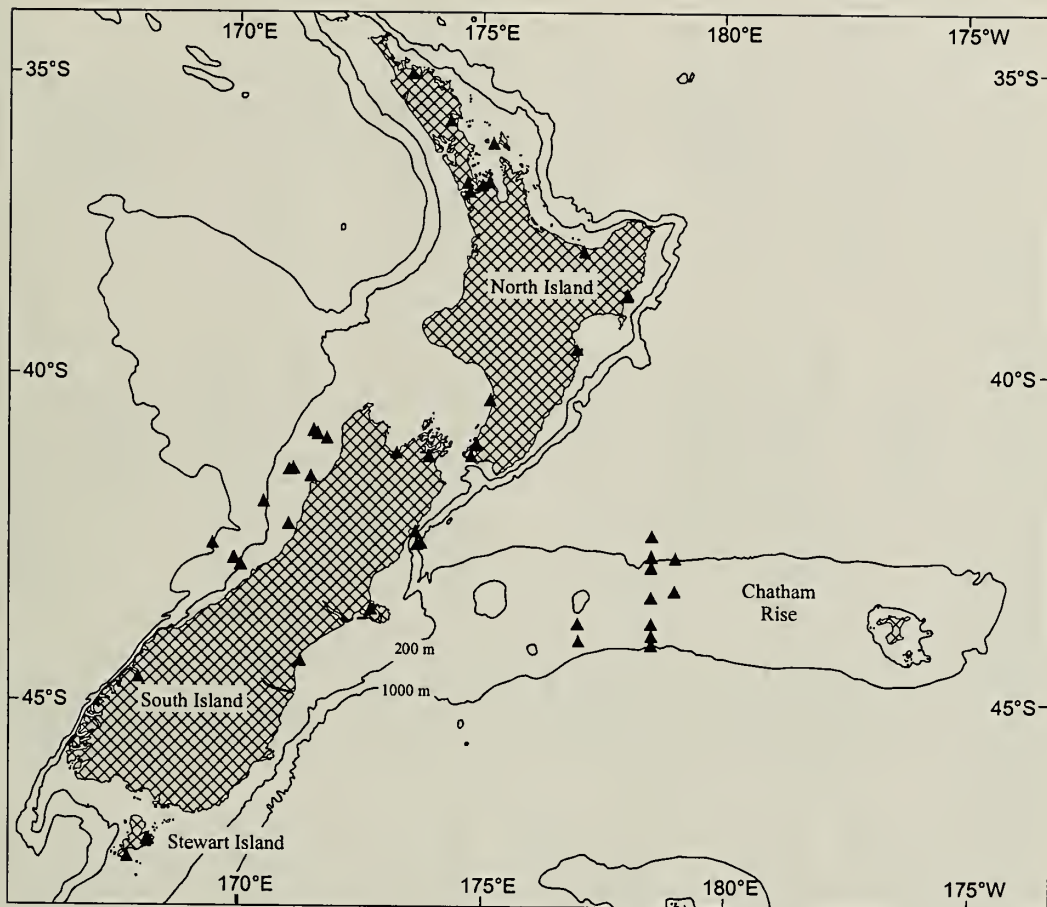 170°E 175°E 180°E 175°W
35°S 35°S
North Island
40°S 40°S
Chatham
Rise
200 m
1000 m
South Island
45°S 45°S
Stewart Island
170°E 175°E 180°E 175°W